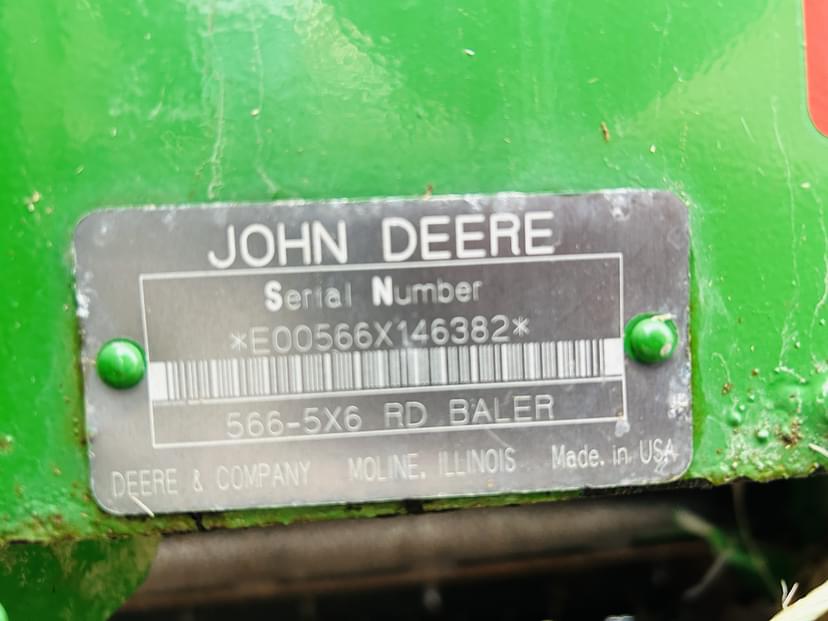 JOHN DEERE
Serial Number
*E00566X146382*
566-5X6 RD BALER
DEERE & COMPANY MOLINE, ILLINOIS Made in USA